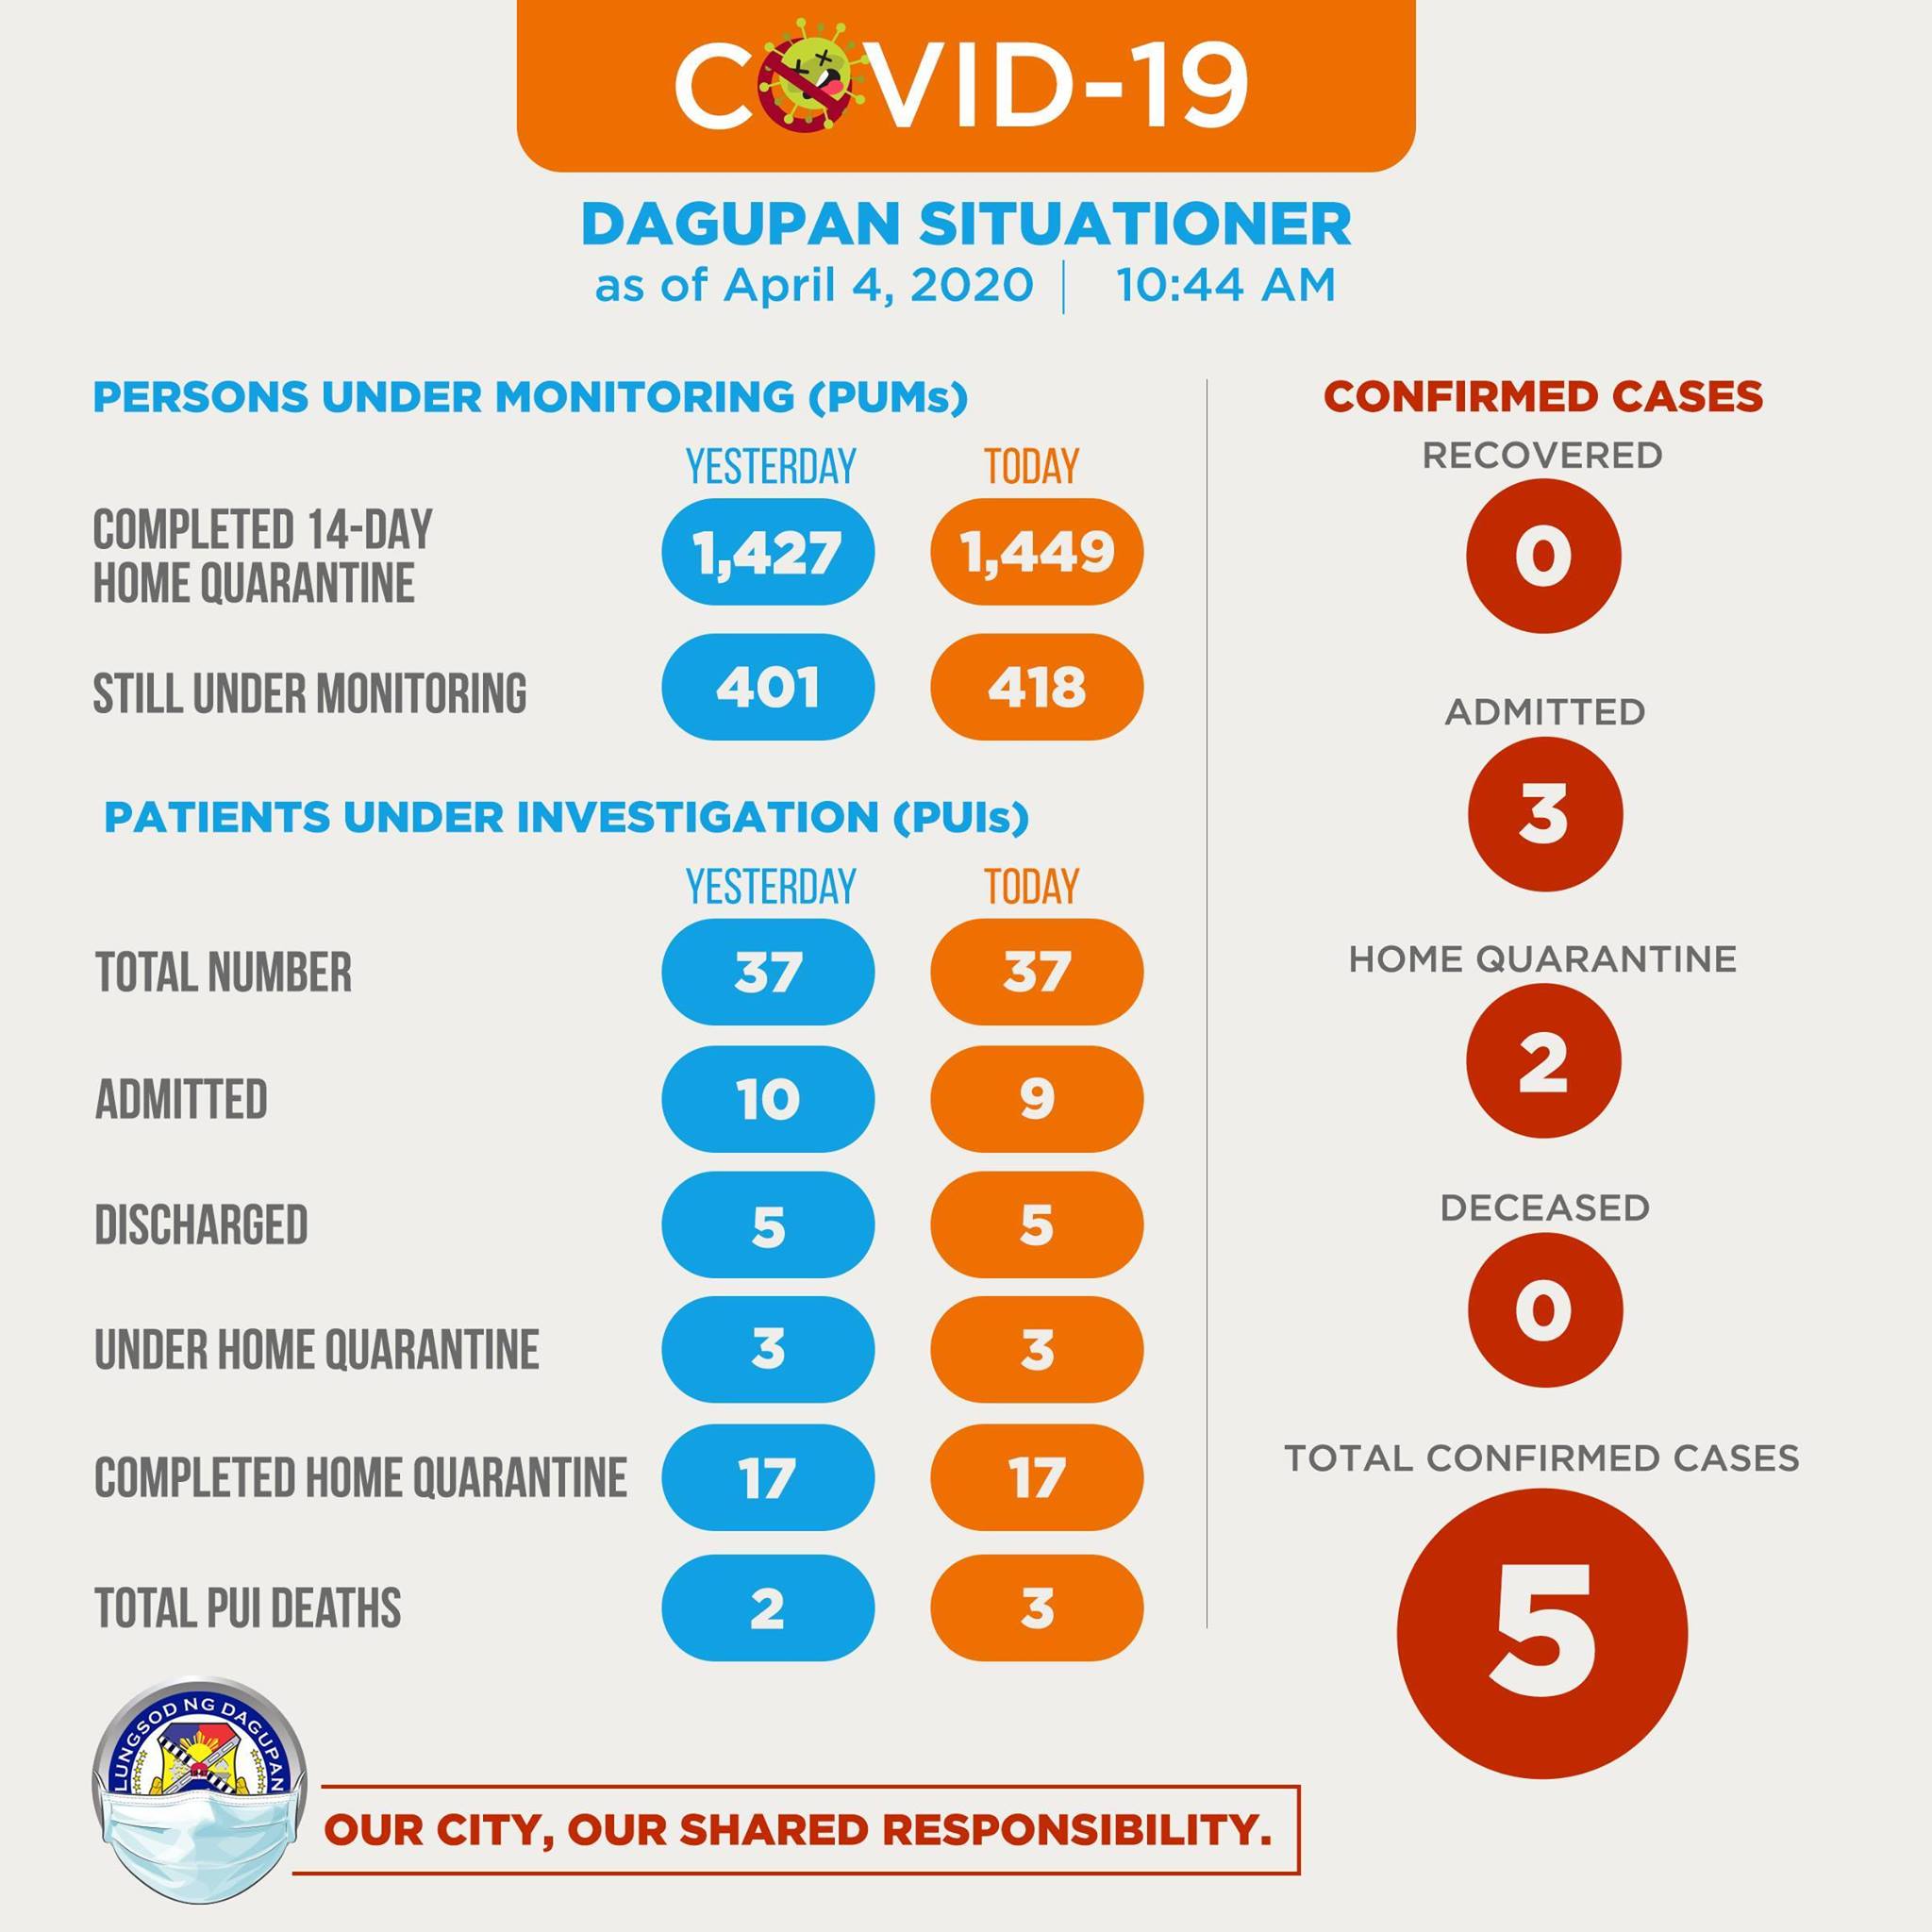 COVID-19
DAGUPAN SITUATIONER
as of April 4, 2020 | 10:44 AM
PERSONS UNDER MONITORING (PUMs)
YESTERDAY TODAY
COMPLETED 14-DAY
HOME QUARANTINE
1,427 1,449
STILL UNDER MONITORING 401 418
PATIENTS UNDER INVESTIGATION (PUIs)
YESTERDAY TODAY
TOTAL NUMBER 37 37
ADMITTED 10 9
DISCHARGED 5 5
UNDER HOME QUARANTINE 3 3
COMPLETED HOME QUARANTINE 17 17
TOTAL PUI DEATHS 2 3
CONFIRMED CASES
RECOVERED
0
ADMITTED
3
HOME QUARANTINE
2
DECEASED
0
TOTAL CONFIRMED CASES
5
LUNGSOD NG DAGUPAN
OUR CITY, OUR SHARED RESPONSIBILITY.